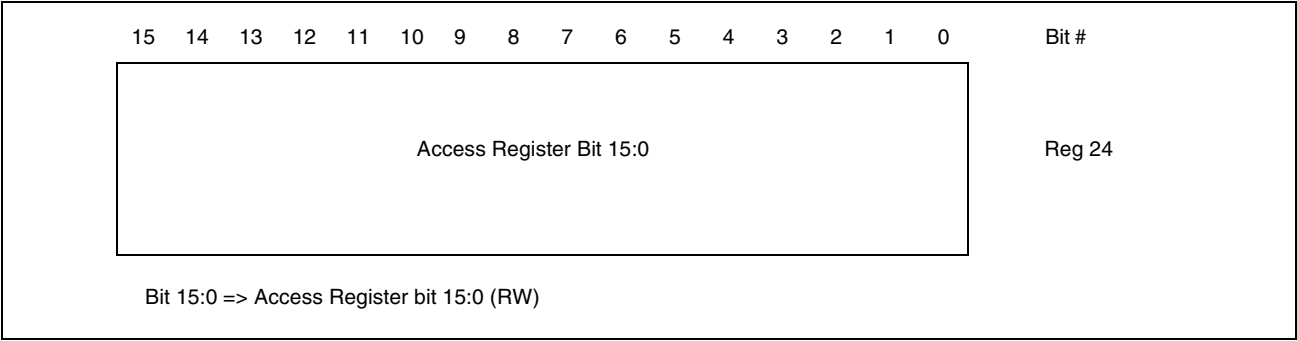 15 14 13 12 11 10 9 8 7 6 5 4 3 2 1 0 Bit #
Access Register Bit 15:0 Reg 24
Bit 15:0 => Access Register bit 15:0 (RW)